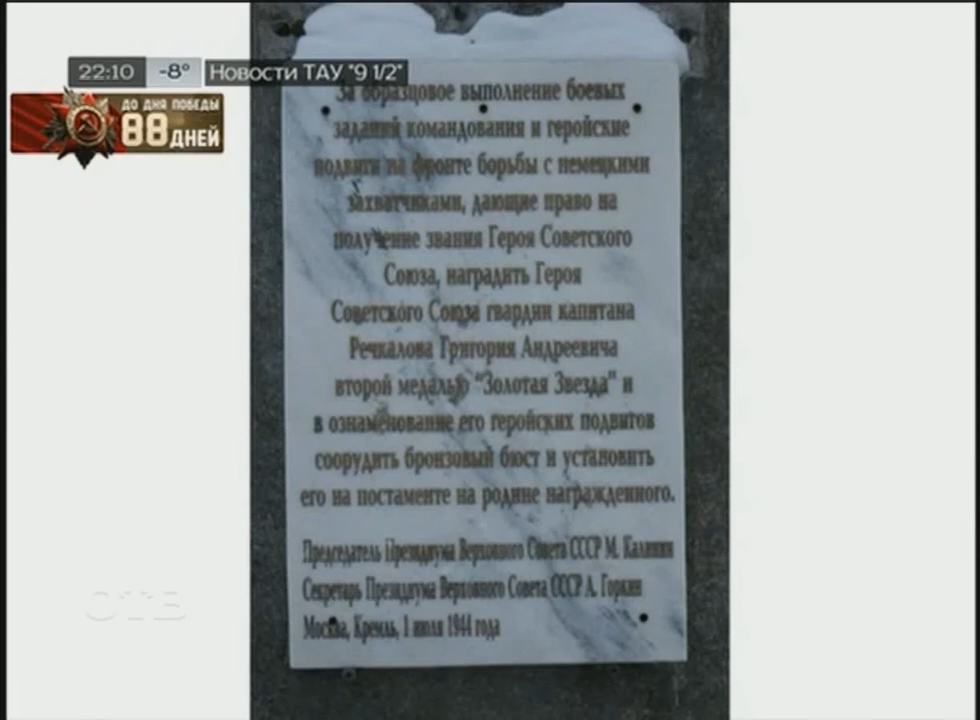 22:10 -8° Новости ТАУ "9 1/2"
ДО ДНЯ ПОБЕДЫ
88 ДНЕЙ
За образцовое выполнение боевых
заданий командования и геройские
подвиги на фронте борьбы с немецкими
захватчиками, дающие право на
получение звания Героя Советского
Союза, наградить Героя
Советского Союза гвардии капитана
Речкалова Григория Андреевича
второй медалью "Золотая Звезда" и
в ознаменование его геройских подвигов
соорудить бронзовый бюст и установить
его на постаменте на родине награжденного.
Председатель Президиума Верховного Совета СССР М. Калинин
Секретарь Президиума Верховного Совета СССР А. Горкин
Москва, Кремль, 1 июля 1944 года
ОТВ